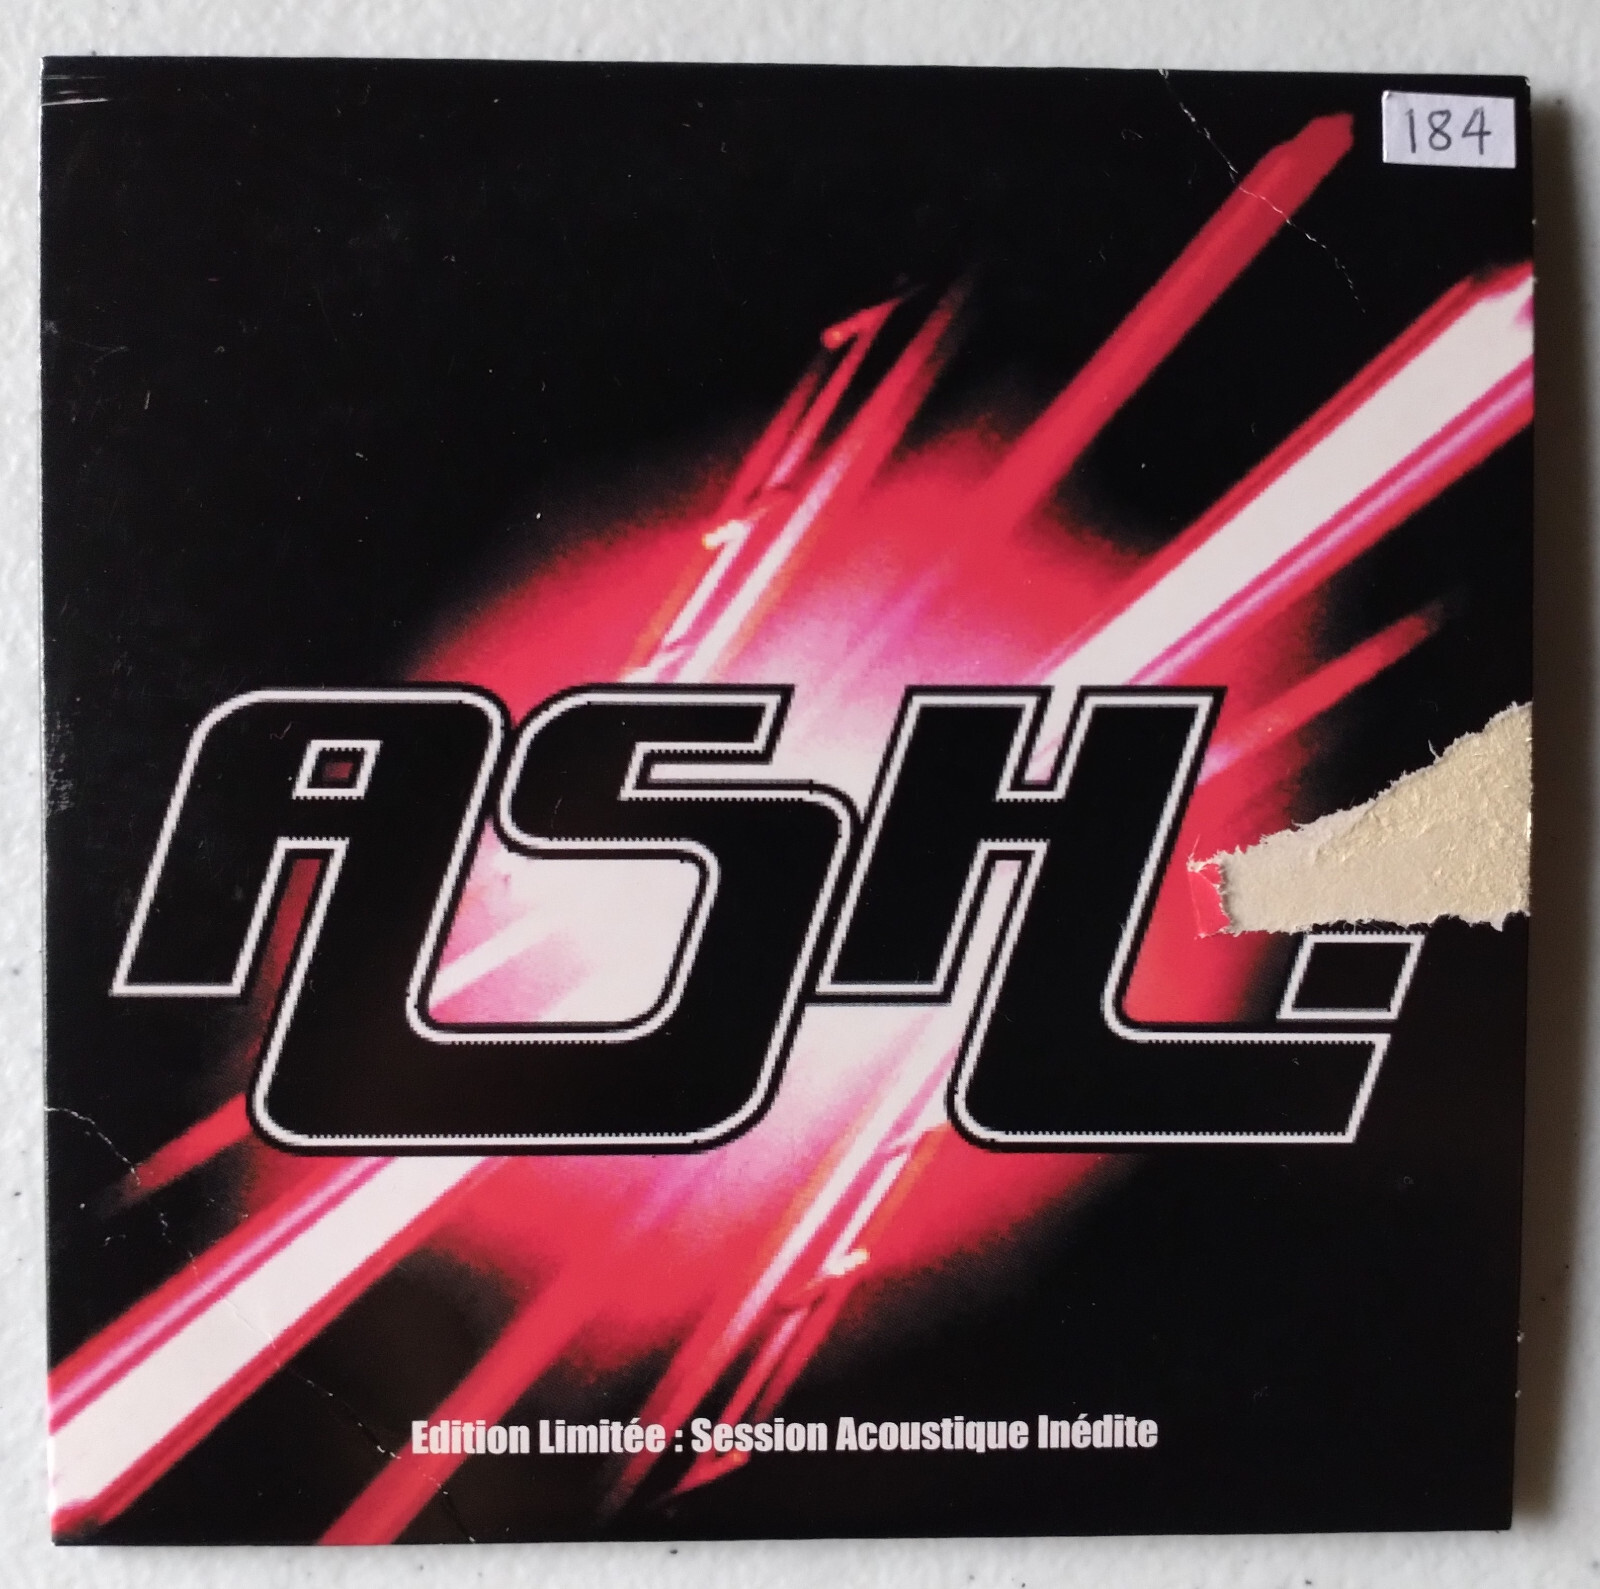 184
ASH.
Edition Limitée : Session Acoustique Inédite